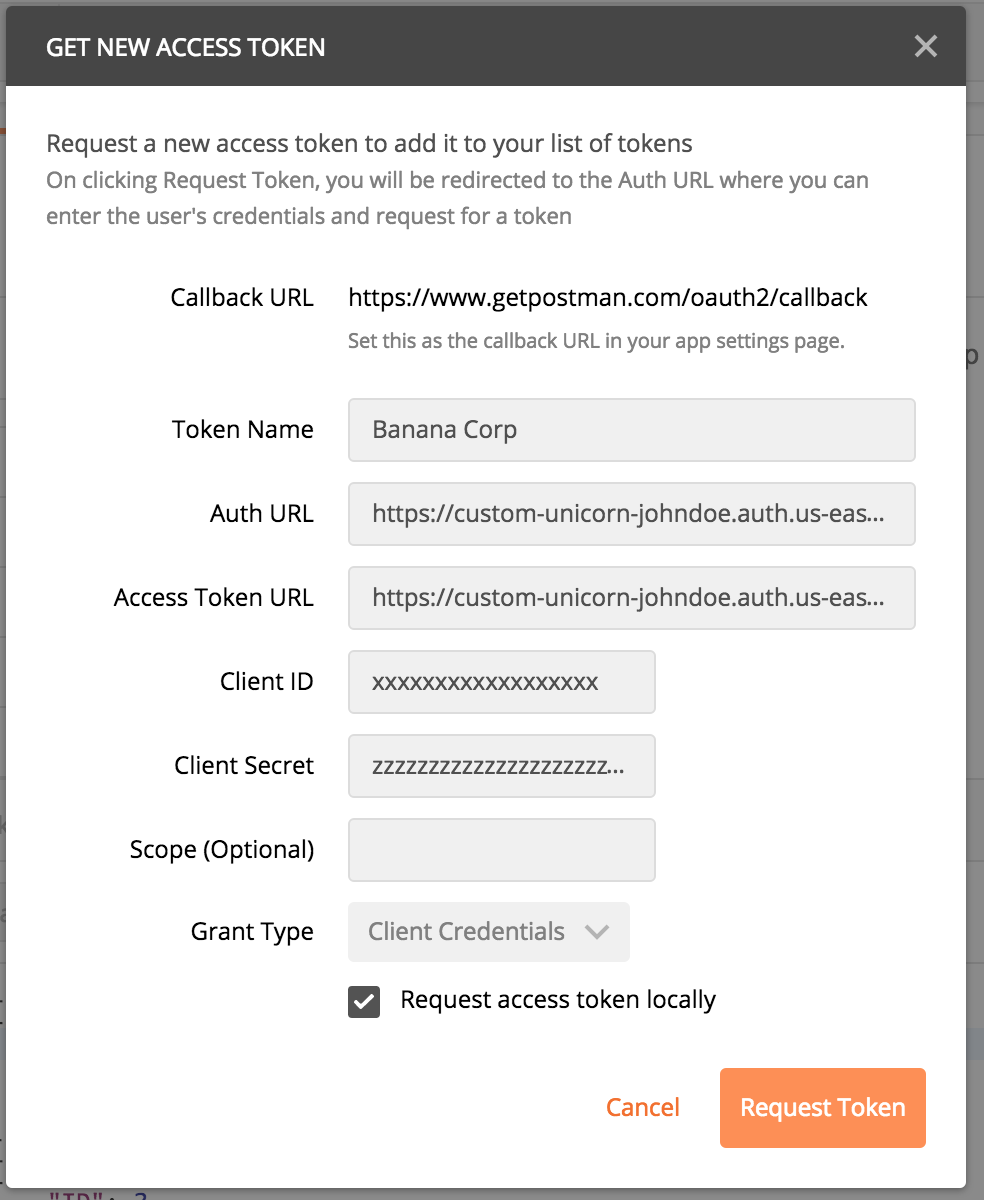 GET NEW ACCESS TOKEN
Request a new access token to add it to your list of tokens
On clicking Request Token, you will be redirected to the Auth URL where you can
enter the user's credentials and request for a token
Callback URL https://www.getpostman.com/oauth2/callback
Set this as the callback URL in your app settings page.
Token Name Banana Corp
Auth URL https://custom-unicorn-johndoe.auth.us-eas...
Access Token URL https://custom-unicorn-johndoe.auth.us-eas...
Client ID xxxxxxxxxxxxxxxxxx
Client Secret zzzzzzzzzzzzzzzzzzzzz...
Scope (Optional)
Grant Type Client Credentials
Request access token locally
Cancel Request Token